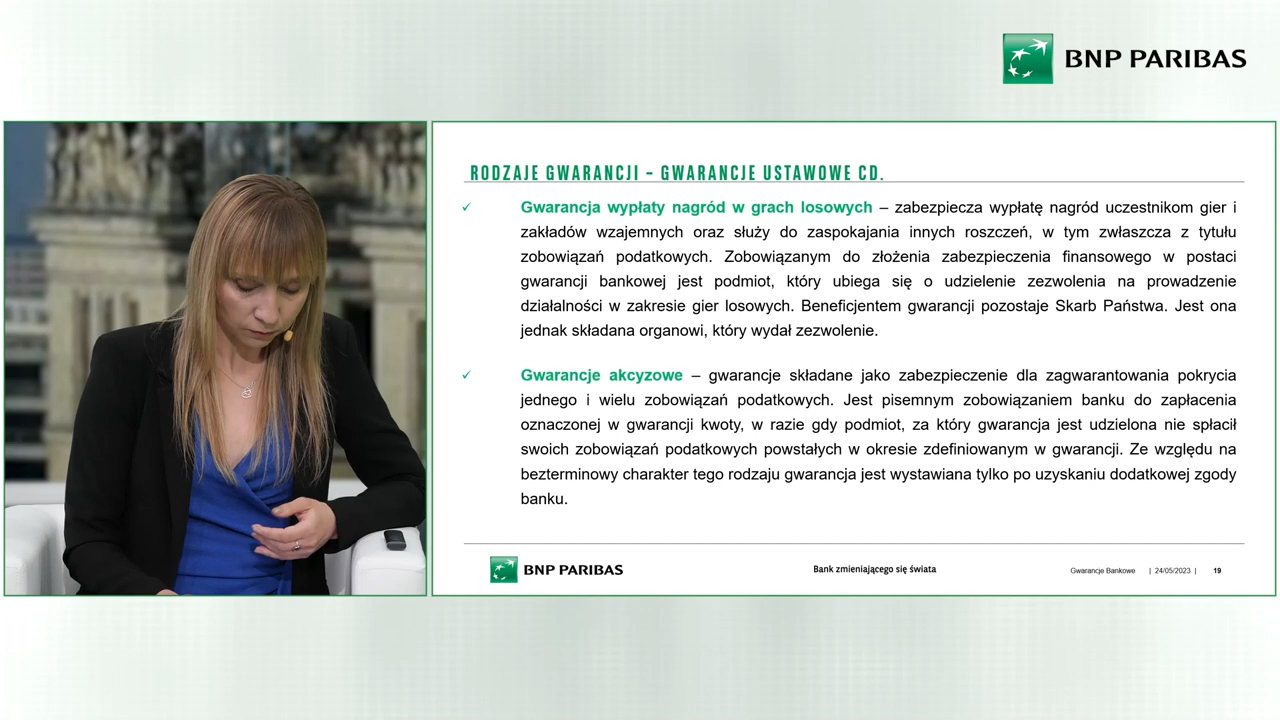 BNP PARIBAS
RODZAJE GWARANCJI – GWARANCJE USTAWOWE CD.
✓ Gwarancja wypłaty nagród w grach losowych – zabezpiecza wypłatę nagród uczestnikom gier i
zakładów wzajemnych oraz służy do zaspokajania innych roszczeń, w tym zwłaszcza z tytułu
zobowiązań podatkowych. Zobowiązanym do złożenia zabezpieczenia finansowego w postaci
gwarancji bankowej jest podmiot, który ubiega się o udzielenie zezwolenia na prowadzenie
działalności w zakresie gier losowych. Beneficjentem gwarancji pozostaje Skarb Państwa. Jest ona
jednak składana organowi, który wydał zezwolenie.
✓ Gwarancje akcyzowe – gwarancje składane jako zabezpieczenie dla zagwarantowania pokrycia
jednego i wielu zobowiązań podatkowych. Jest pisemnym zobowiązaniem banku do zapłacenia
oznaczonej w gwarancji kwoty, w razie gdy podmiot, za który gwarancja jest udzielona nie spłacił
swoich zobowiązań podatkowych powstałych w okresie zdefiniowanym w gwarancji. Ze względu na
bezterminowy charakter tego rodzaju gwarancja jest wystawiana tylko po uzyskaniu dodatkowej zgody
banku.
BNP PARIBAS
Bank zmieniającego się świata
Gwarancje Bankowe | 24/05/2023 | 19